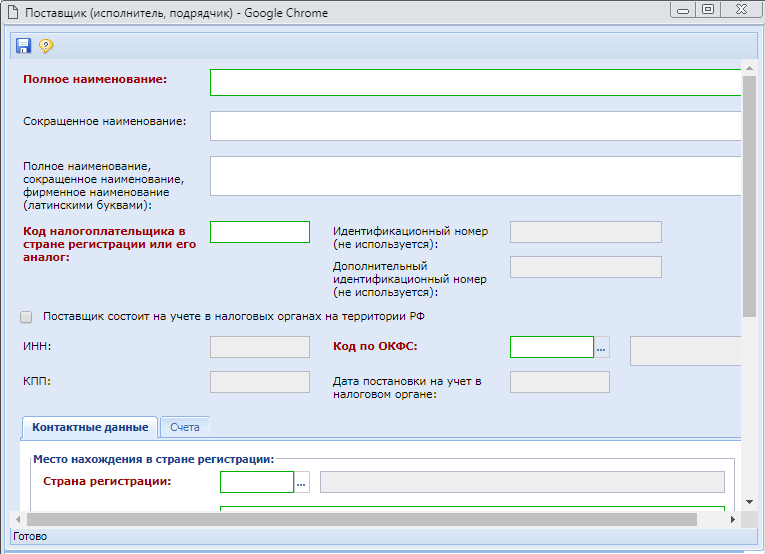 Поставщик (исполнитель, подрядчик) - Google Chrome
Полное наименование:
Сокращенное наименование:
Полное наименование,
сокращенное наименование,
фирменное наименование
(латинскими буквами):
Код налогоплательщика в
стране регистрации или его
аналог:
Идентификационный номер
(не используется):
Дополнительный
идентификационный номер
(не используется):
Поставщик состоит на учете в налоговых органах на территории РФ
ИНН:
Код по ОКФС:
...
КПП:
Дата постановки на учет в
налоговом органе:
Контактные данные
Счета
Место нахождения в стране регистрации:
Страна регистрации:
...
Готово